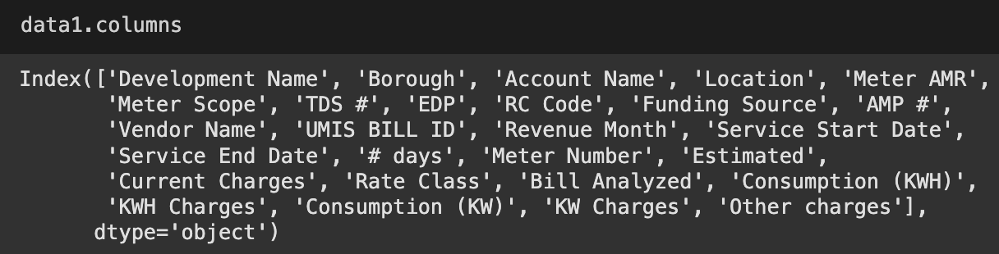 data1.columns
Index(['Development Name', 'Borough', 'Account Name', 'Location', 'Meter AMR',
'Meter Scope', 'TDS #', 'EDP', 'RC Code', 'Funding Source', 'AMP #',
'Vendor Name', 'UMIS BILL ID', 'Revenue Month', 'Service Start Date',
'Service End Date', '# days', 'Meter Number', 'Estimated',
'Current Charges', 'Rate Class', 'Bill Analyzed', 'Consumption (KWH)',
'KWH Charges', 'Consumption (KW)', 'KW Charges', 'Other charges'],
dtype='object')